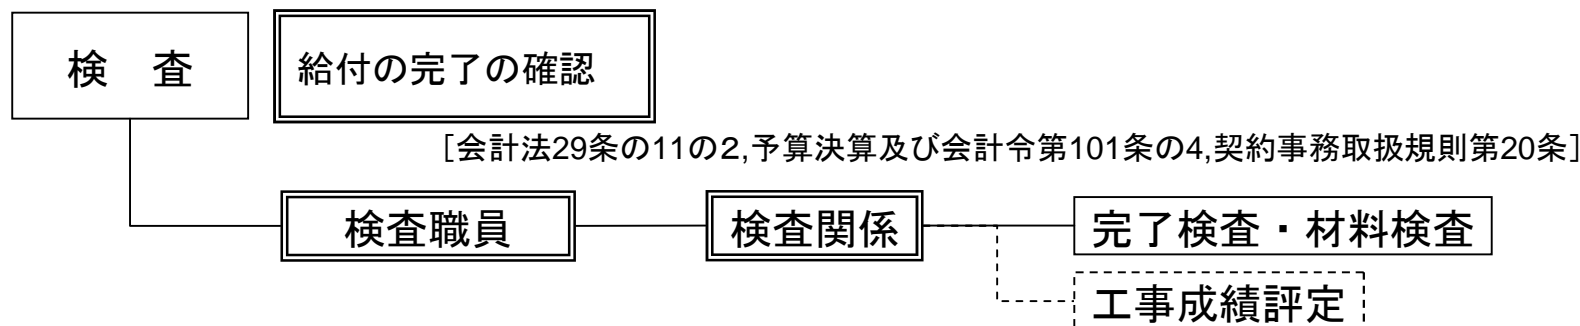 検　査
給付の完了の確認
［会計法29条の11の２,予算決算及び会計令第101条の4,契約事務取扱規則第20条］
検査職員
検査関係
完了検査・材料検査
工事成績評定